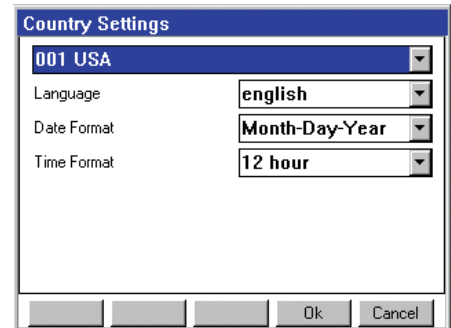 Country Settings
001 USA
Language english
Date Format Month-Day-Year
Time Format 12 hour
Ok Cancel